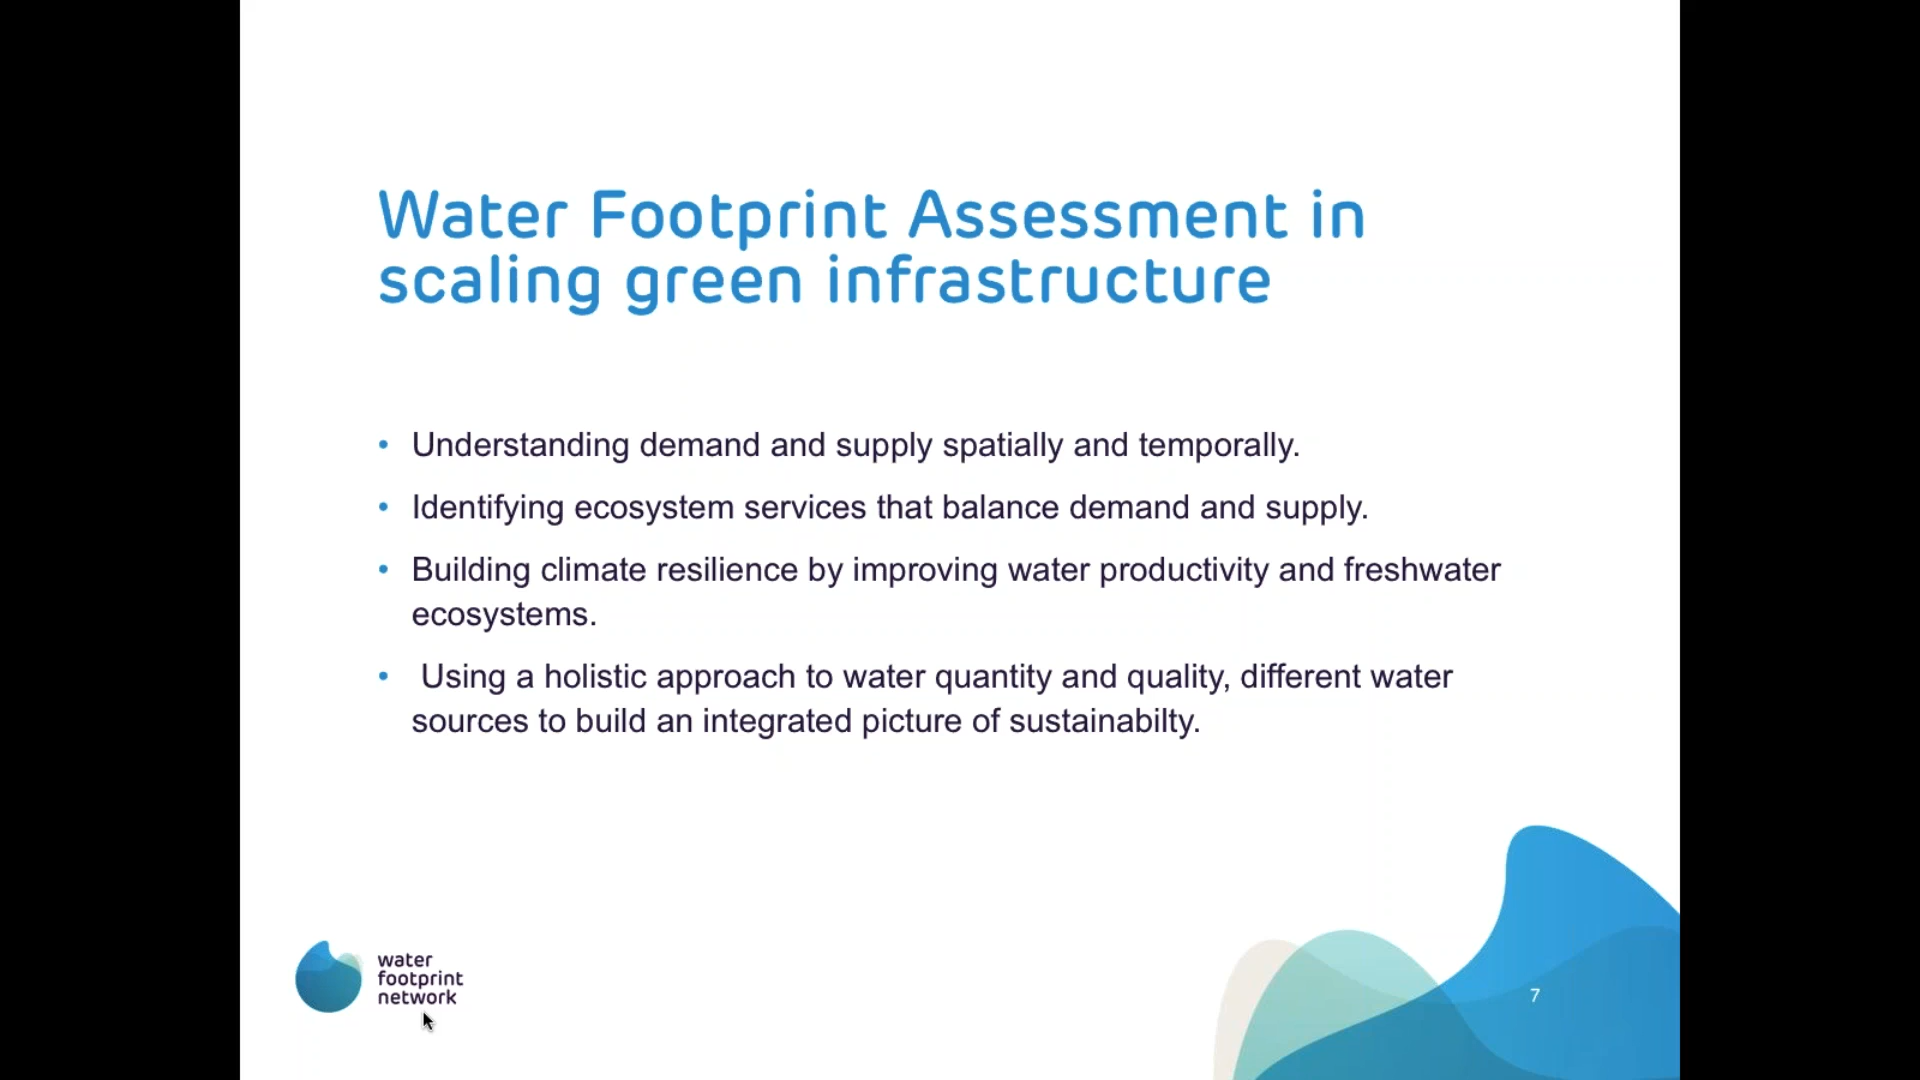 Water Footprint Assessment in
scaling green infrastructure
• Understanding demand and supply spatially and temporally.
• Identifying ecosystem services that balance demand and supply.
• Building climate resilience by improving water productivity and freshwater
ecosystems.
• Using a holistic approach to water quantity and quality, different water
sources to build an integrated picture of sustainabilty.
water
footprint
network
7